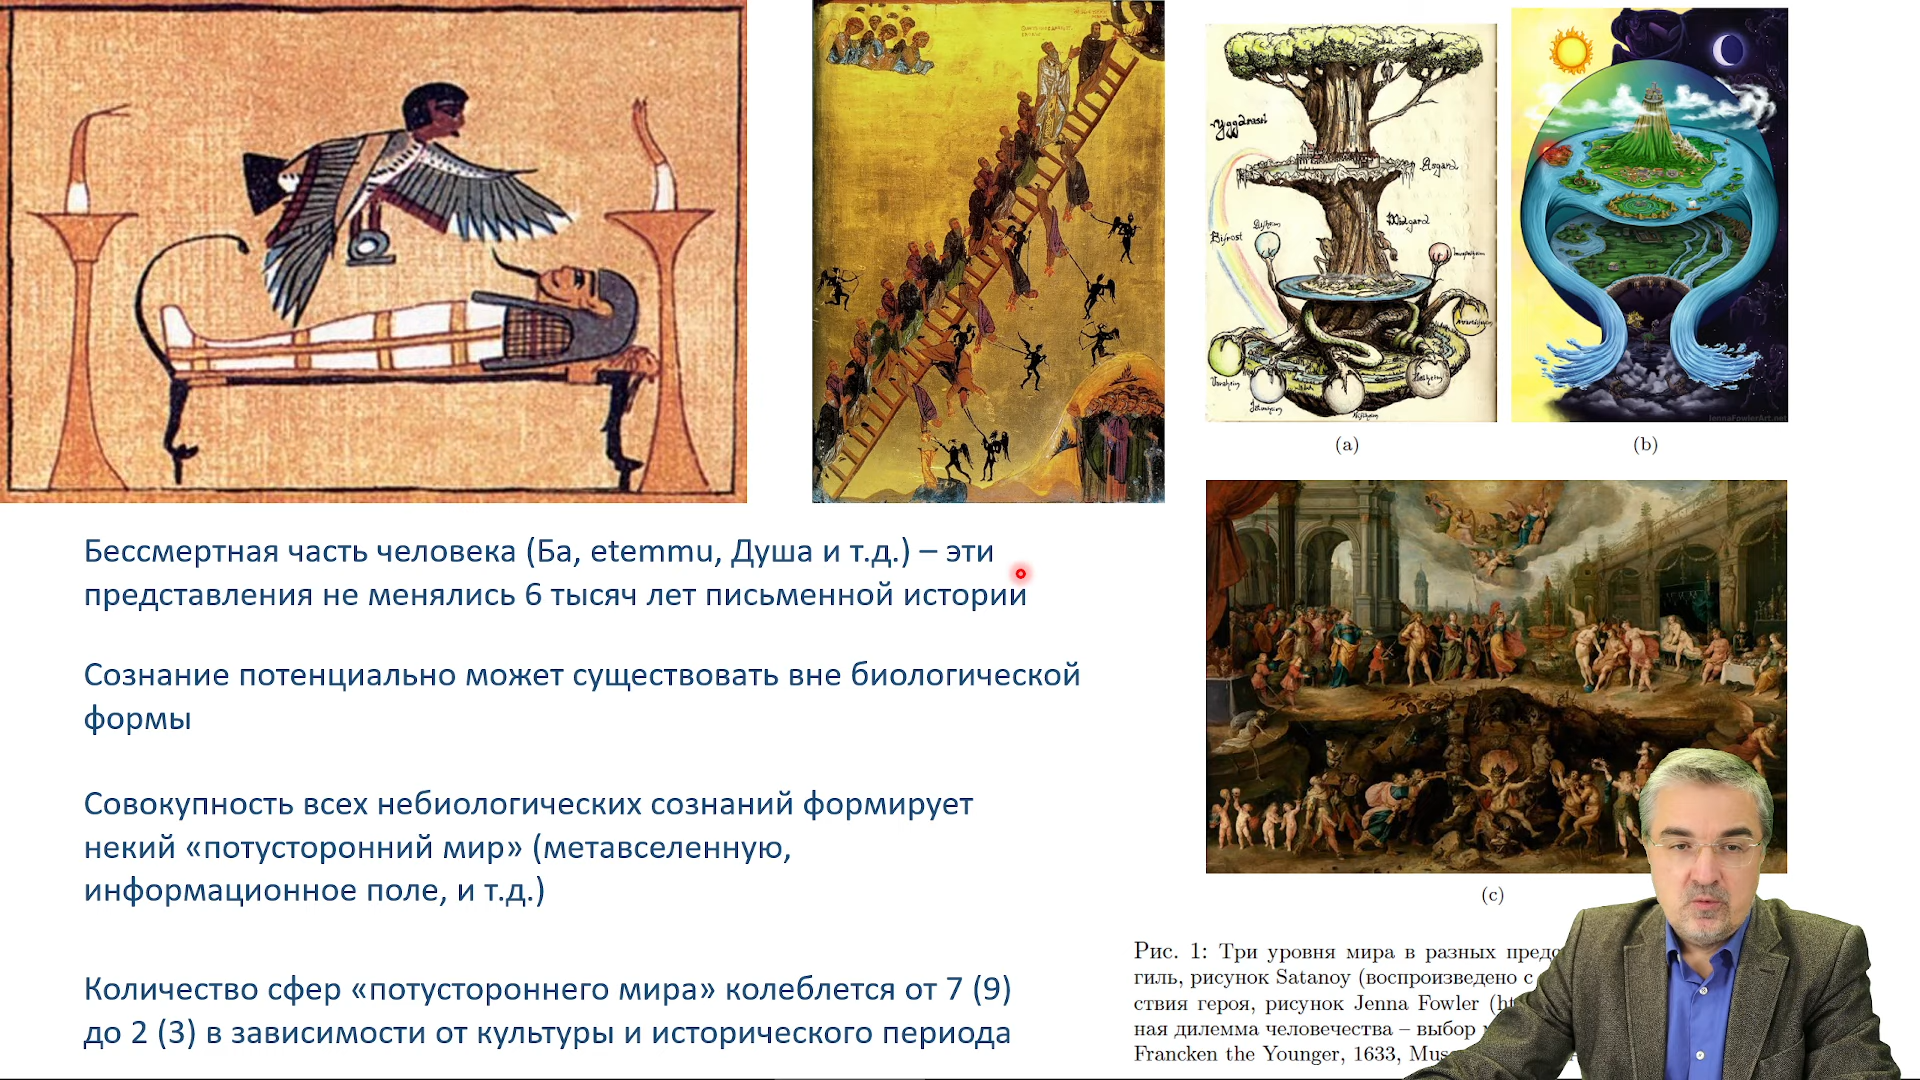 Yggdrasil
Asgard
Midgard
Bifrost
JennaFowlerArt.net
(a)
(b)
Бессмертная часть человека (Ба, etemmu, Душа и т.д.) – эти
представления не менялись 6 тысяч лет письменной истории
Сознание потенциально может существовать вне биологической
формы
Совокупность всех небиологических сознаний формирует
некий «потусторонний мир» (метавселенную,
информационное поле, и т.д.)
Количество сфер «потустороннего мира» колеблется от 7 (9)
до 2 (3) в зависимости от культуры и исторического периода
(c)
Рис. 1: Три уровня мира в разных
гиль, рисунок Satanoy (воспроизведено с
ствия героя, рисунок Jenna Fowler
ная дилемма человечества – выбор
Francken the Younger, 1633,